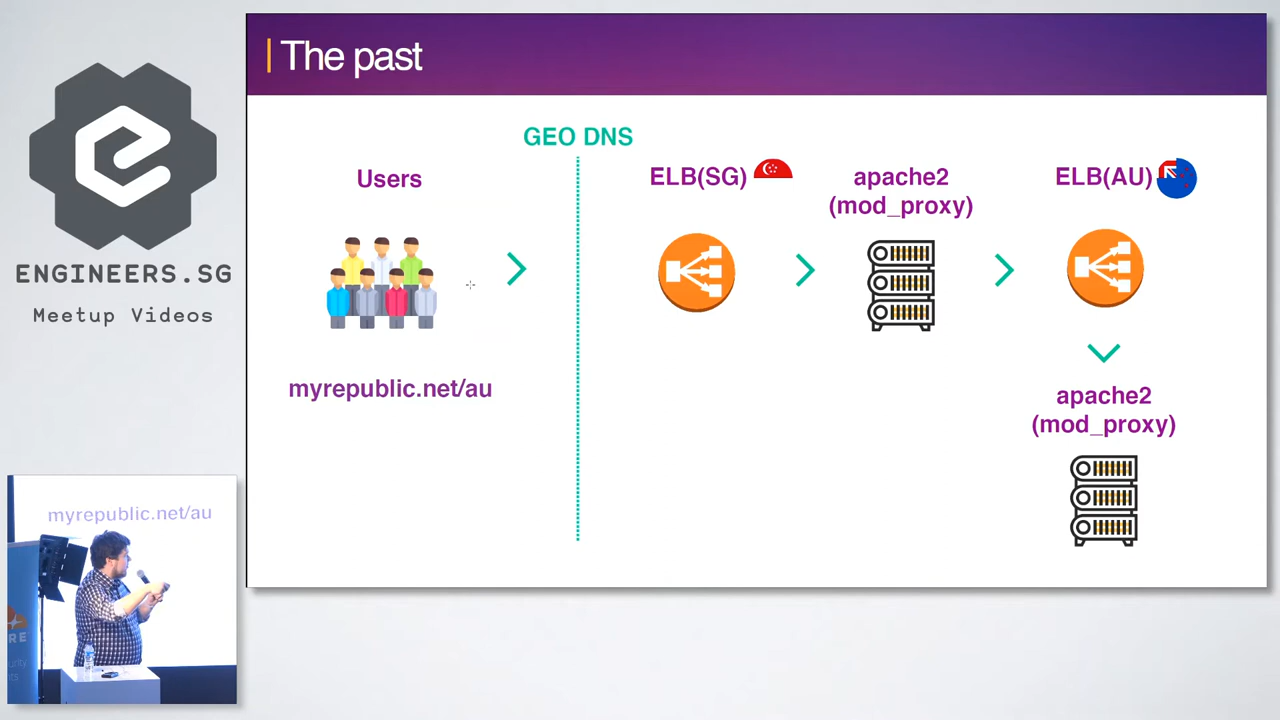 The past
GEO DNS
Users
ELB(SG)
apache2
(mod_proxy)
ELB(AU)
myrepublic.net/au
apache2
(mod_proxy)
ENGINEERS.SG
Meetup Videos
myrepublic.net/au
RE